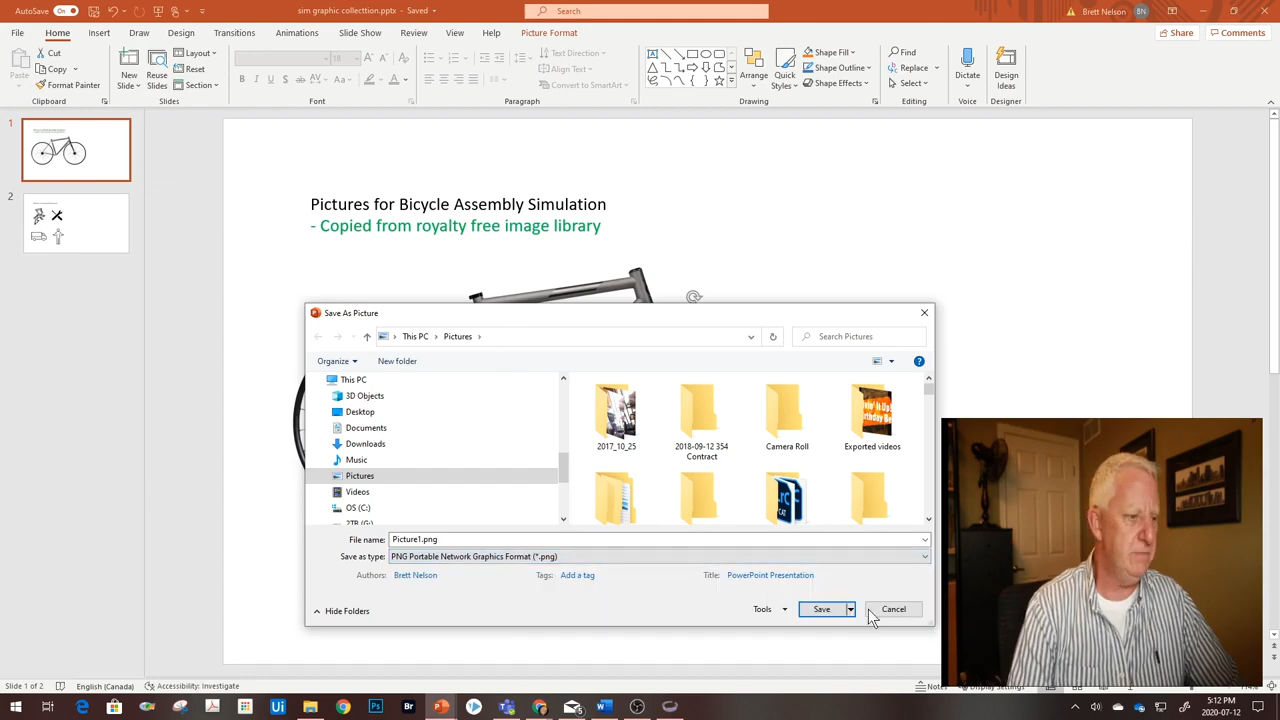 AutoSave On sim graphic collecttion.pptx - Saved Search Brett Nelson BN
File Home Insert Draw Design Transitions Animations Slide Show Review View Help Picture Format Share Comments
Paste Cut Copy Format Painter
Clipboard
New Slide Reuse Slides Layout Reset Section
Slides
18
Font
Text Direction Align Text Convert to SmartArt
Paragraph
Arrange Quick Styles Shape Fill Shape Outline Shape Effects
Drawing
Find Replace Select
Editing
Dictate
Voice
Design Ideas
Designer
1
2
Pictures for Bicycle Assembly Simulation
- Copied from royalty free image library
Save As Picture
This PC Pictures Search Pictures
Organize New folder
This PC
3D Objects
Desktop
Documents
Downloads
Music
Pictures
Videos
OS (C:)
2TB (G:)
2017_10_25
2018-09-12 354 Contract
Camera Roll
Exported videos
File name: Picture1.png
Save as type: PNG Portable Network Graphics Format (*.png)
Authors: Brett Nelson Tags: Add a tag Title: PowerPoint Presentation
Hide Folders Tools Save Cancel
Slide 1 of 2 English (Canada) Accessibility: Investigate Notes Display Settings
5:12 PM
2020-07-12